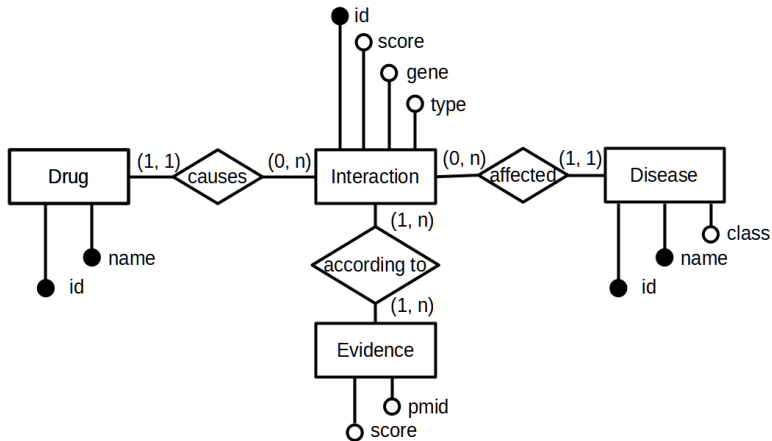 id
score
gene
type
Drug
(1, 1)
causes
(0, n)
Interaction
(0, n)
affected
(1, 1)
Disease
name
id
(1, n)
according to
(1, n)
class
name
id
Evidence
pmid
score